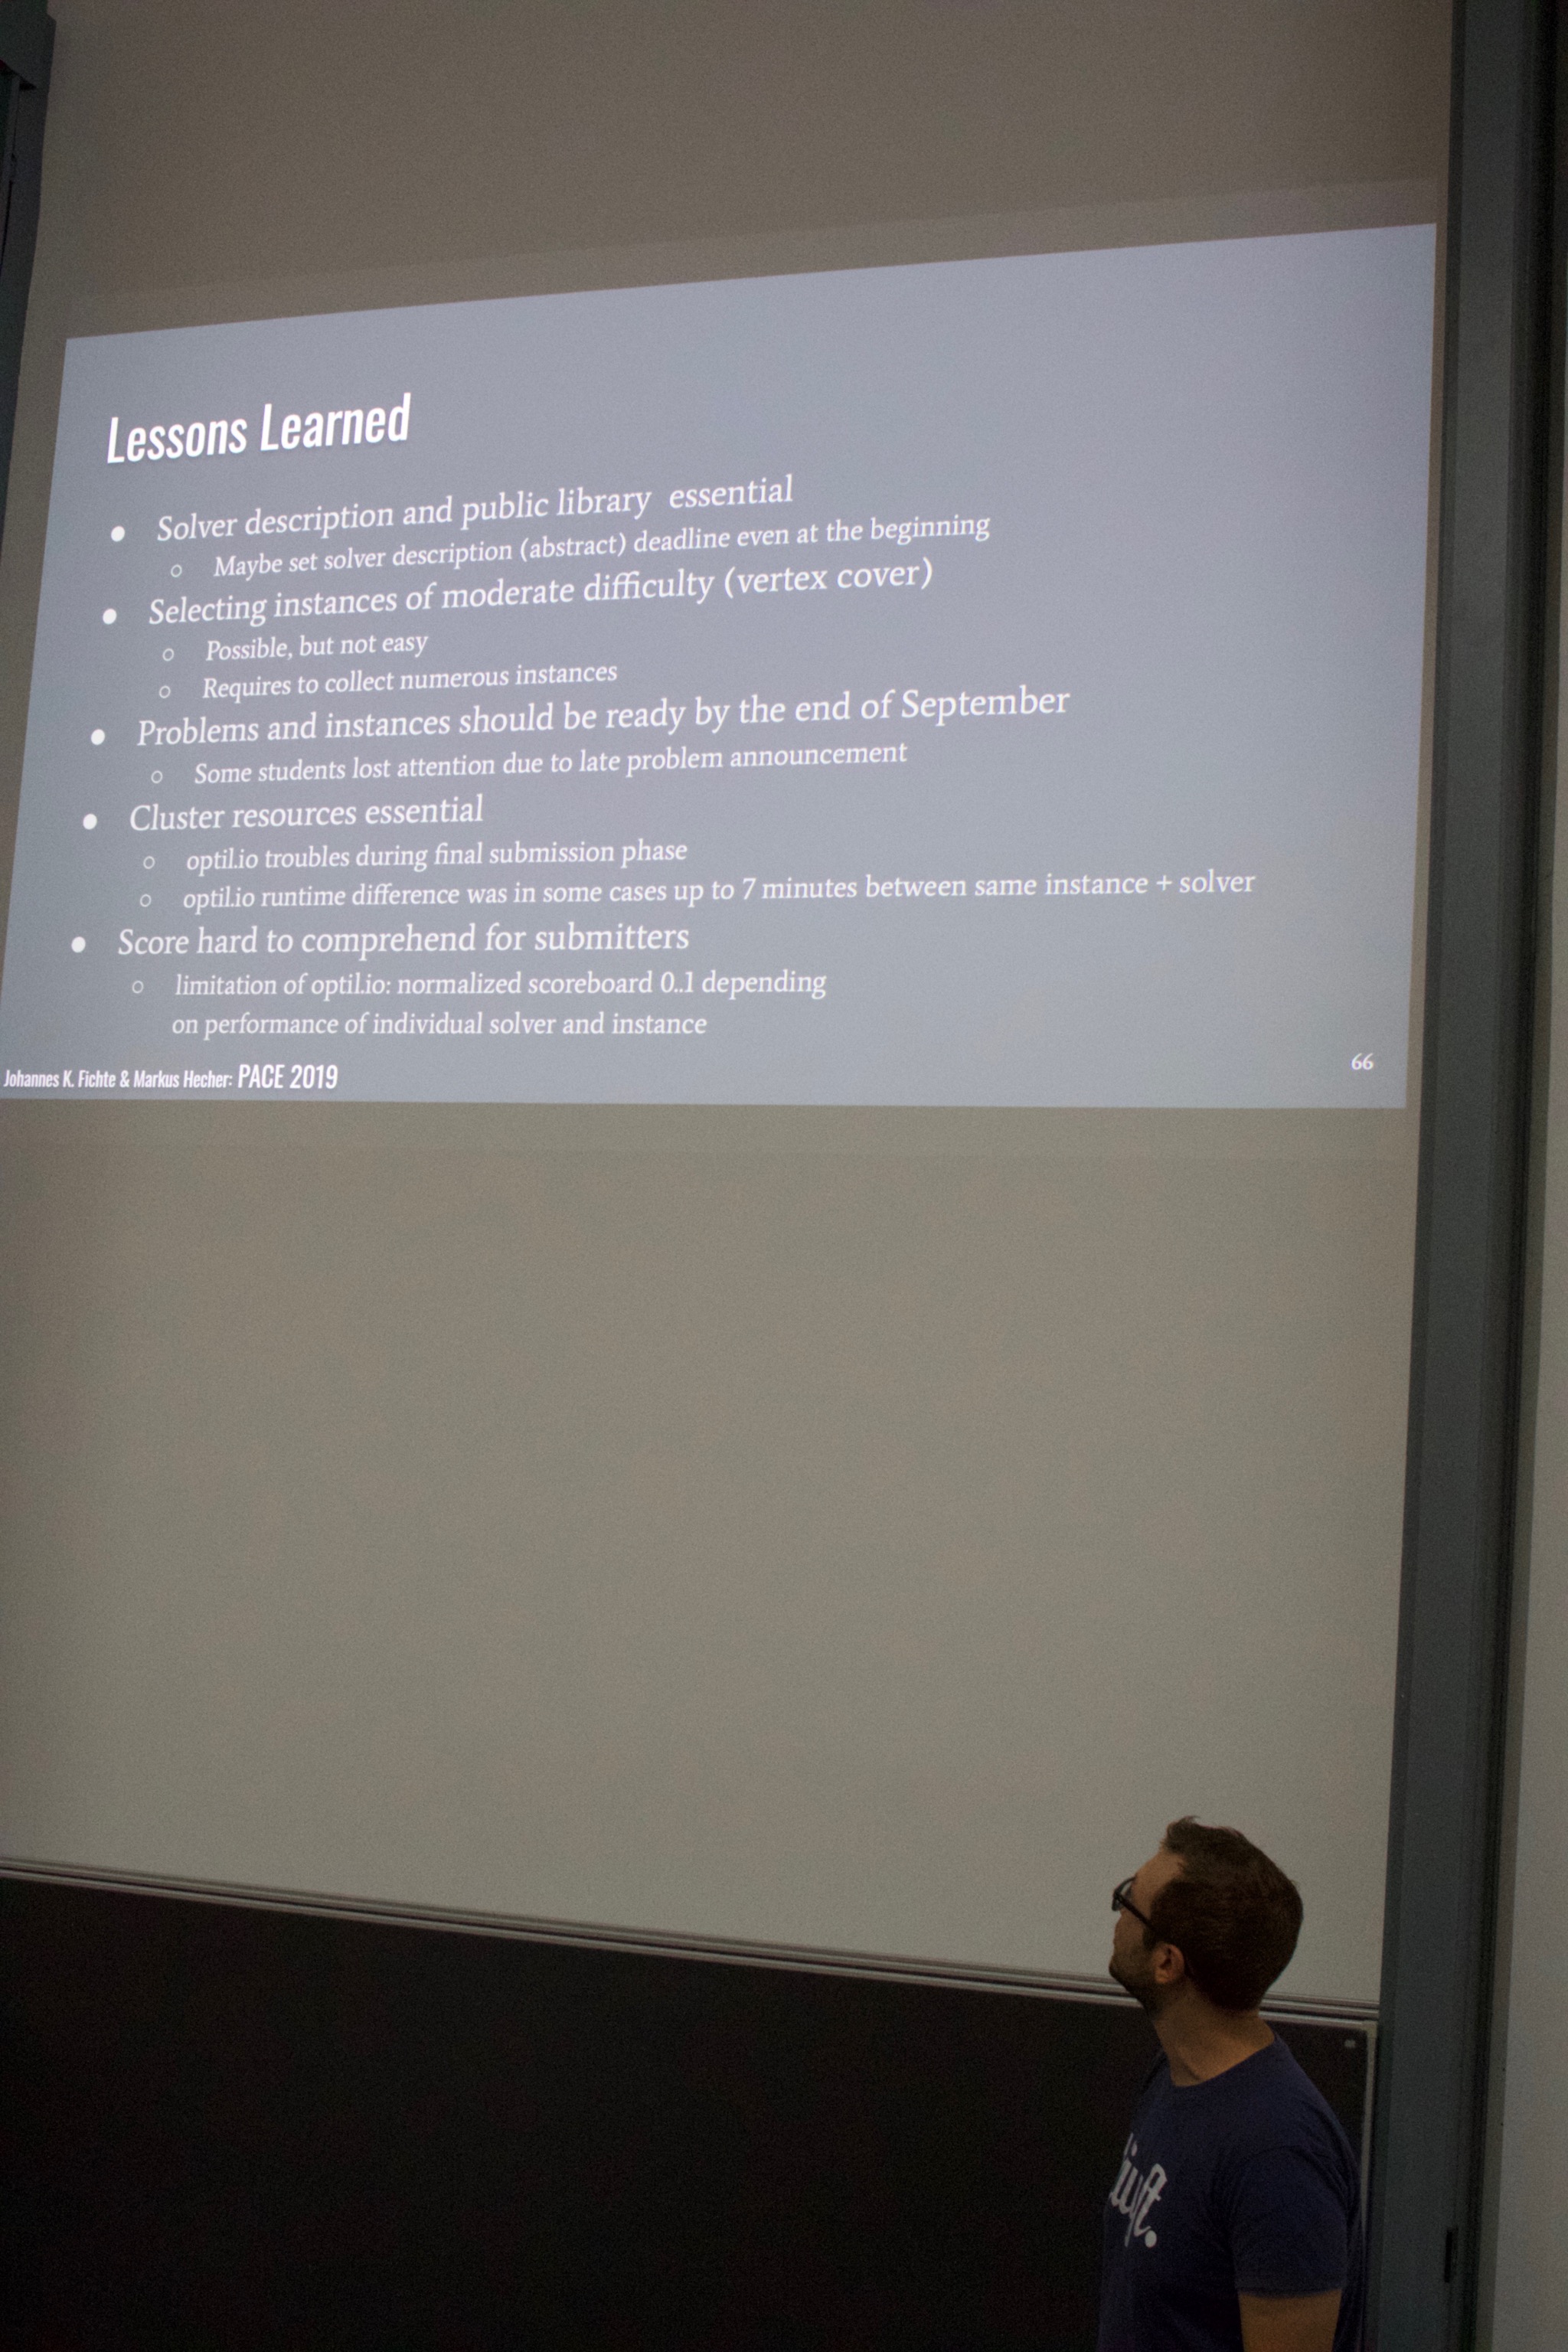 Lessons Learned
● Solver description and public library essential
○ Maybe set solver description (abstract) deadline even at the beginning
● Selecting instances of moderate difficulty (vertex cover)
○ Possible, but not easy
○ Requires to collect numerous instances
● Problems and instances should be ready by the end of September
○ Some students lost attention due to late problem announcement
● Cluster resources essential
○ optil.io troubles during final submission phase
○ optil.io runtime difference was in some cases up to 7 minutes between same instance + solver
● Score hard to comprehend for submitters
○ limitation of optil.io: normalized scoreboard 0..1 depending
on performance of individual solver and instance
Johannes K. Fichte & Markus Hecher: PACE 2019
66